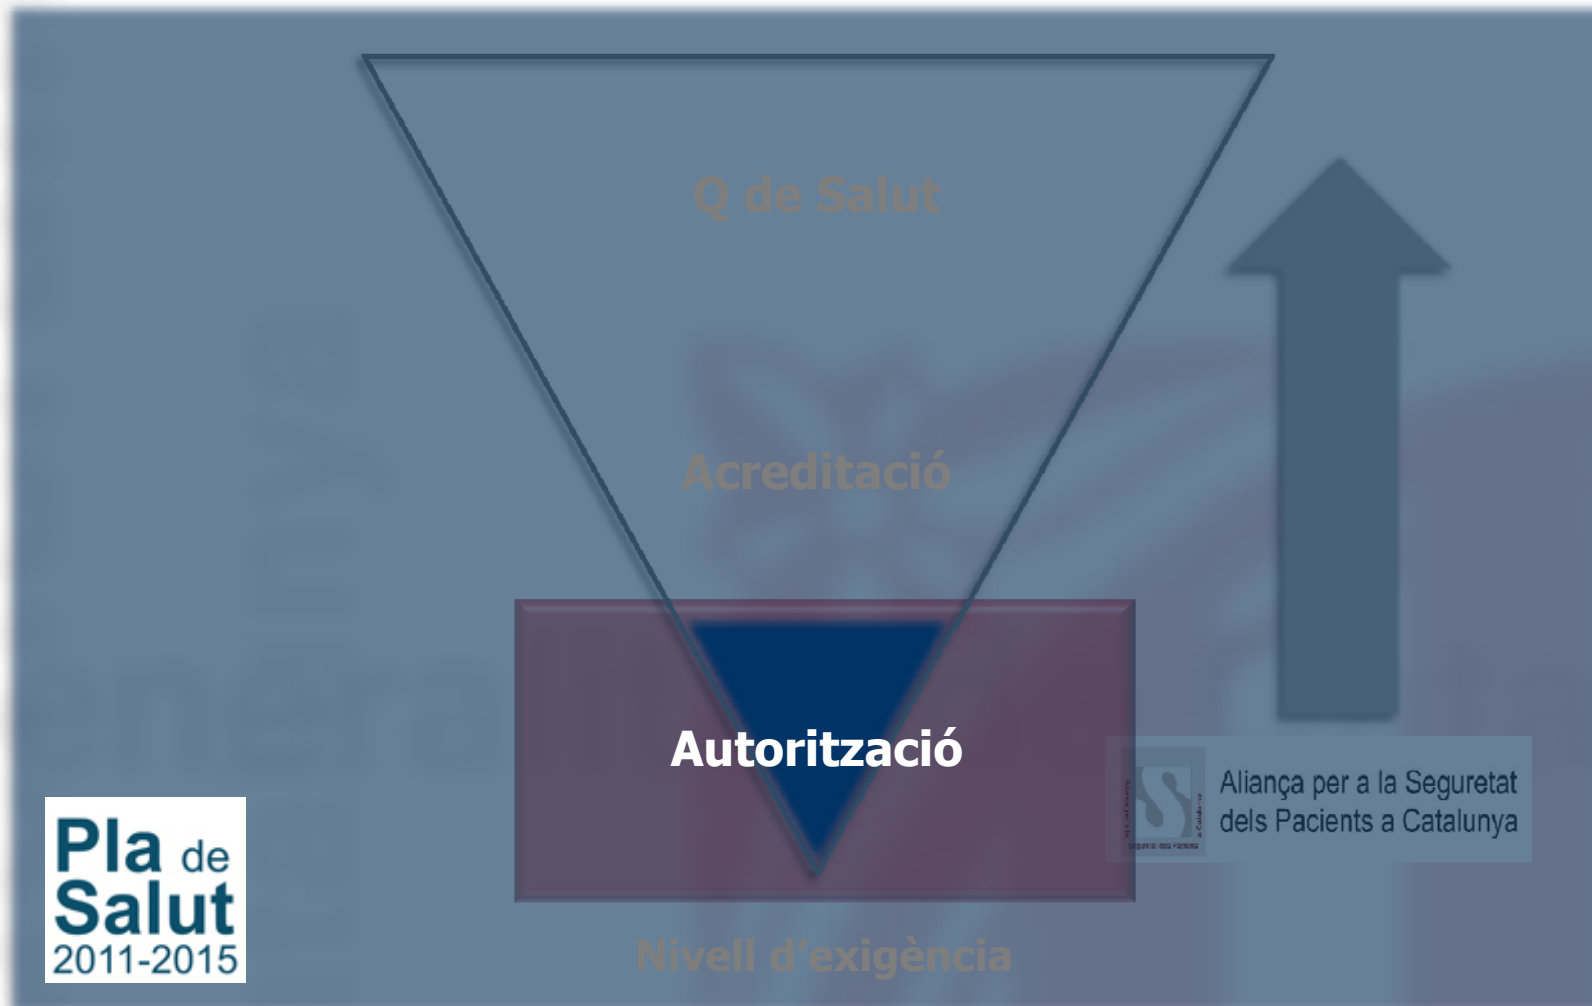 Q de Salut
Acreditació
Autorització
Aliança per a la Seguretat
dels Pacients a Catalunya
Pla de
Salut
2011-2015
Nivell d’exigència